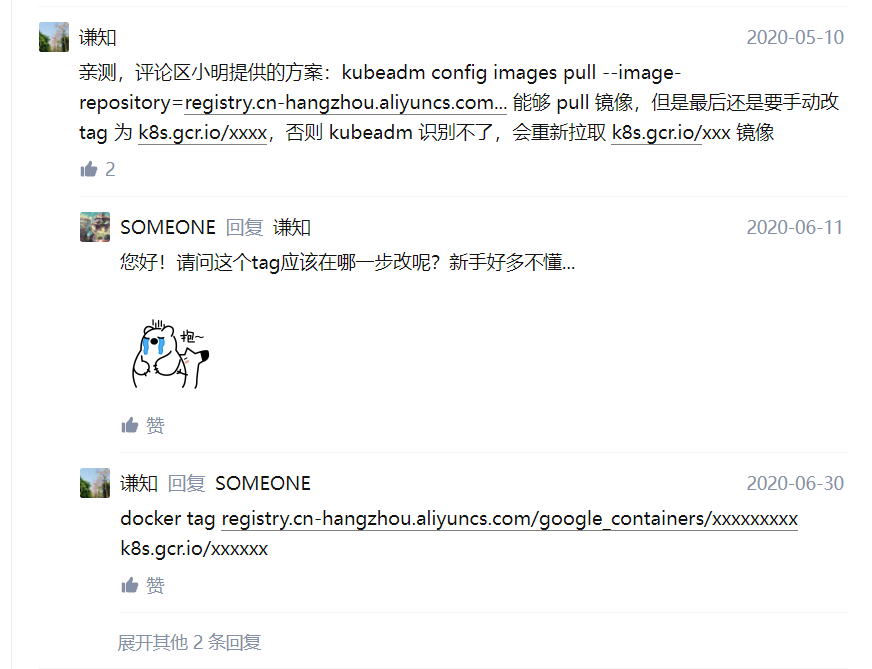 谦知
2020-05-10
亲测，评论区小明提供的方案：kubeadm config images pull --image-
repository=registry.cn-hangzhou.aliyuncs.com... 能够 pull 镜像，但是最后还是要手动改
tag 为 k8s.gcr.io/xxxx，否则 kubeadm 识别不了，会重新拉取 k8s.gcr.io/xxx 镜像
2
SOMEONE 回复 谦知
2020-06-11
您好！请问这个tag应该在哪一步改呢？新手好多不懂...
抱~
赞
谦知 回复 SOMEONE
2020-06-30
docker tag registry.cn-hangzhou.aliyuncs.com/google_containers/xxxxxxxxx
k8s.gcr.io/xxxxxx
赞
展开其他 2 条回复